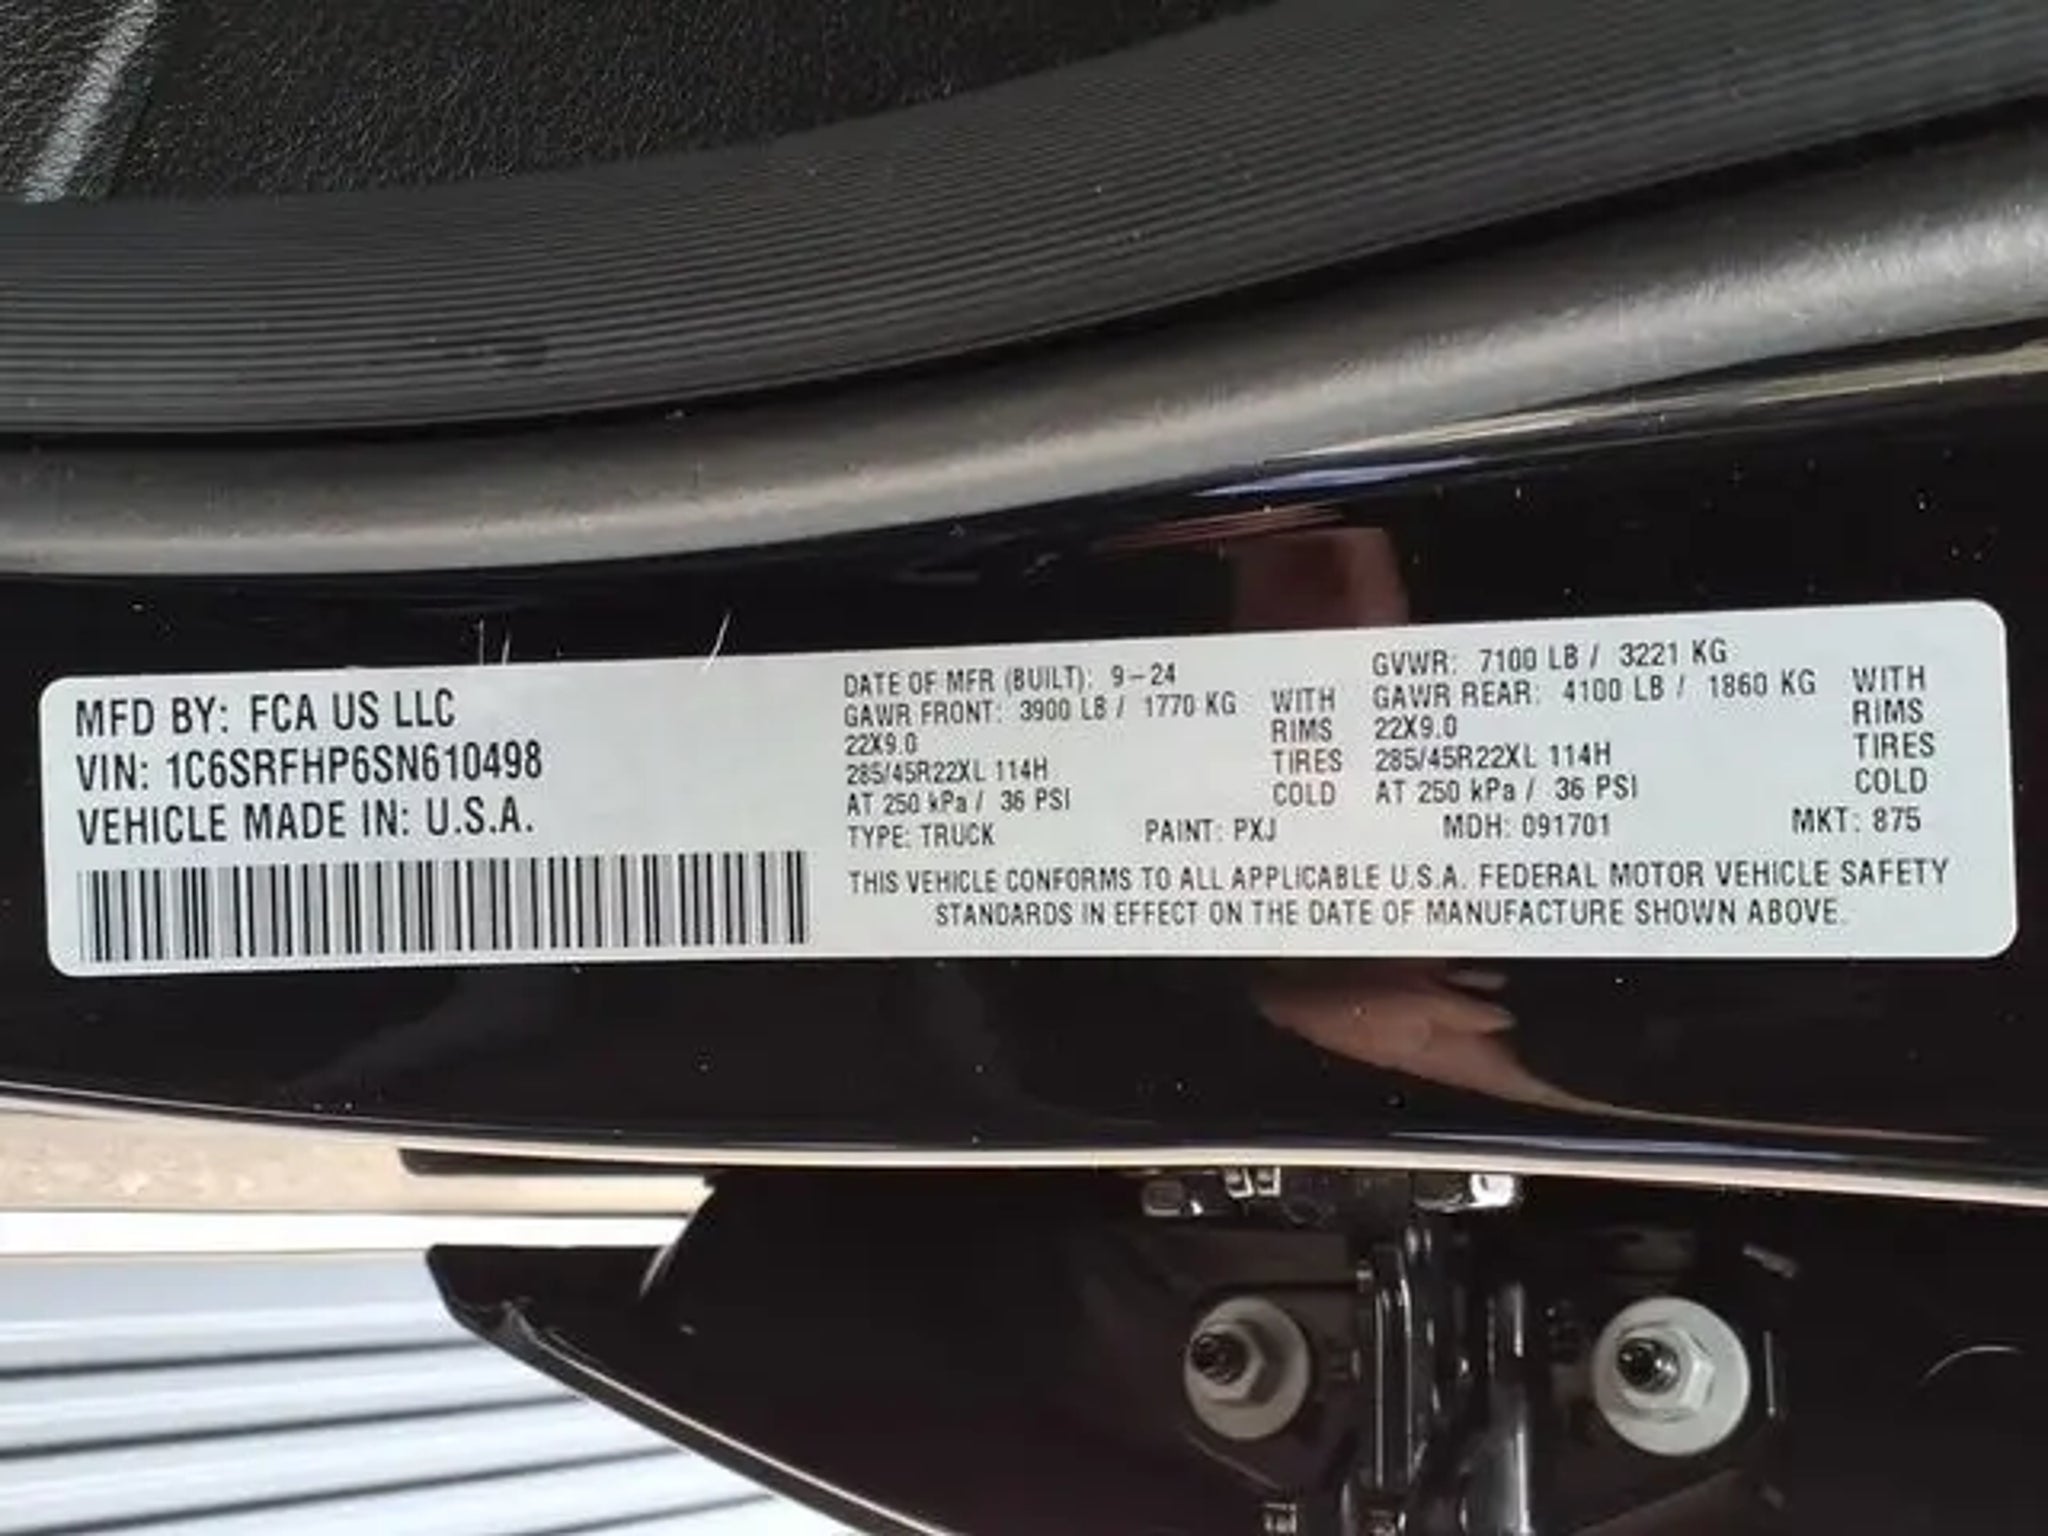 MFD BY: FCA US LLC
VIN: 1C6SRFHP6SN610498
VEHICLE MADE IN: U.S.A.
DATE OF MFR (BUILT): 9-24
GAWR FRONT: 3900 LB / 1770 KG WITH
22X9.0 RIMS
285/45R22XL 114H TIRES
AT 250 kPa / 36 PSI COLD
GVWR: 7100 LB / 3221 KG
GAWR REAR: 4100 LB / 1860 KG WITH
22X9.0 RIMS
285/45R22XL 114H TIRES
AT 250 kPa / 36 PSI COLD
TYPE: TRUCK PAINT: PXJ MDH: 091701 MKT: 875
THIS VEHICLE CONFORMS TO ALL APPLICABLE U.S.A. FEDERAL MOTOR VEHICLE SAFETY
STANDARDS IN EFFECT ON THE DATE OF MANUFACTURE SHOWN ABOVE.